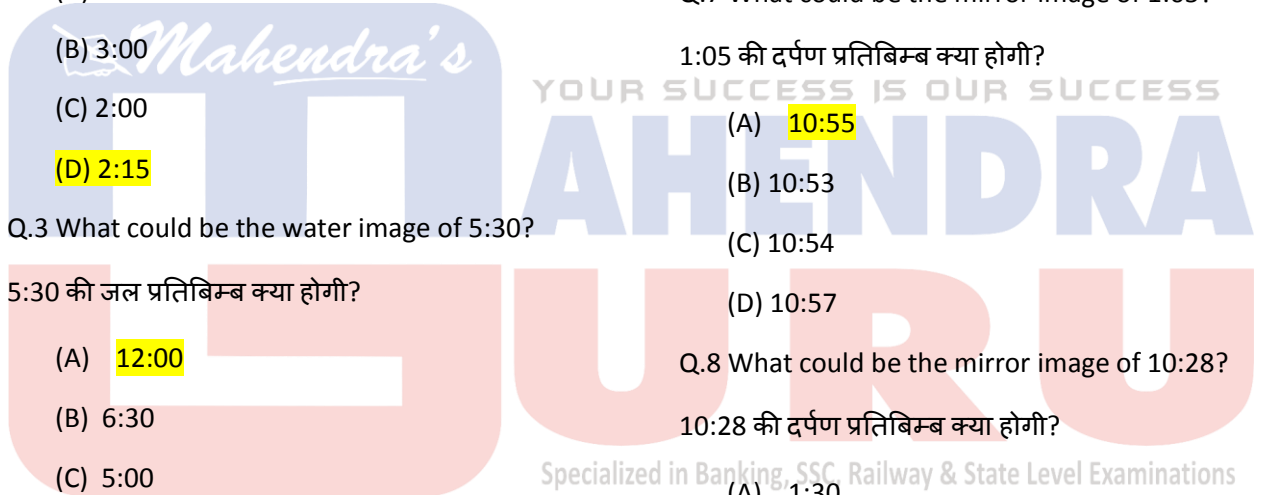 (B) 3:00
(C) 2:00
(D) 2:15
Q.3 What could be the water image of 5:30?
5:30 की जल प्रतिबिम्ब क्या होगी?
(A) 12:00
(B) 6:30
(C) 5:00
1:05 की दर्पण प्रतिबिम्ब क्या होगी?
(A) 10:55
(B) 10:53
(C) 10:54
(D) 10:57
Q.8 What could be the mirror image of 10:28?
10:28 की दर्पण प्रतिबिम्ब क्या होगी?
(A) 1:30
Mahendra's
YOUR SUCCESS IS OUR SUCCESS
MAHENDRA
GURU
Specialized in Banking, SSC, Railway & State Level Examinations